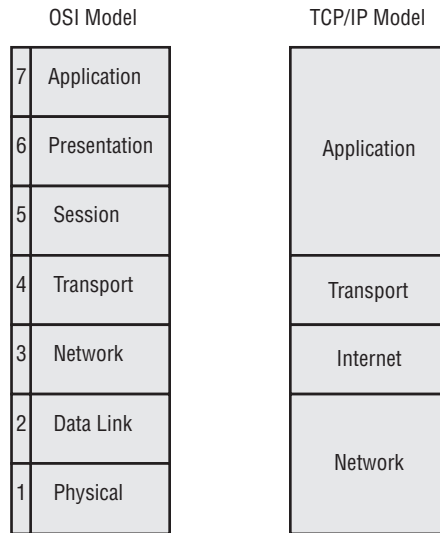 OSI Model
7 Application
6 Presentation
5 Session
4 Transport
3 Network
2 Data Link
1 Physical
TCP/IP Model
Application
Transport
Internet
Network